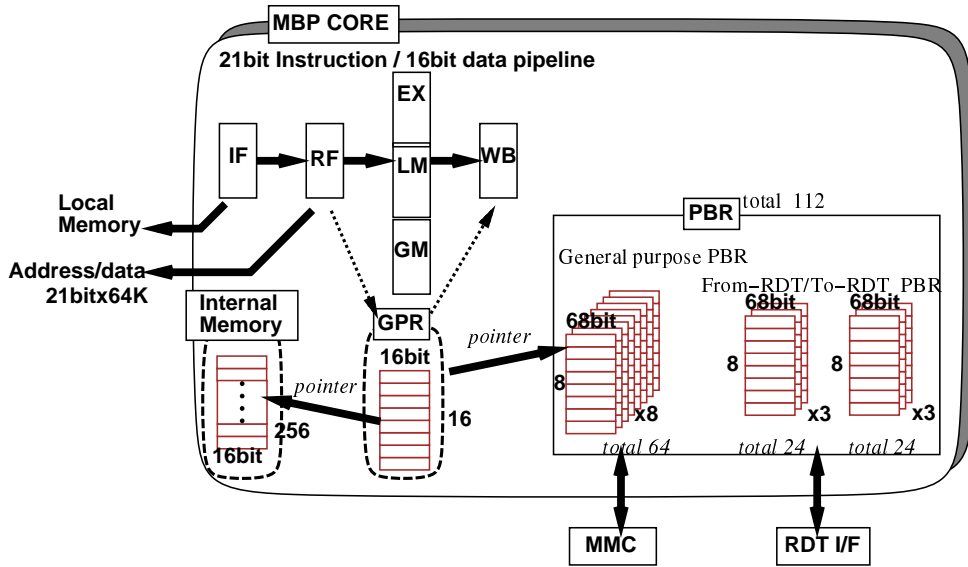 MBP CORE
21bit Instruction / 16bit data pipeline
EX
IF
RF
LM
WB
GM
Local
Memory
Address/data
21bitx64K
PBR
total 112
General purpose PBR
From-RDT/To-RDT PBR
Internal
Memory
GPR
pointer
68bit
68bit
68bit
16bit
pointer
8
8
8
16
256
16bit
x8
x3
x3
total 64
total 24
total 24
MMC
RDT I/F